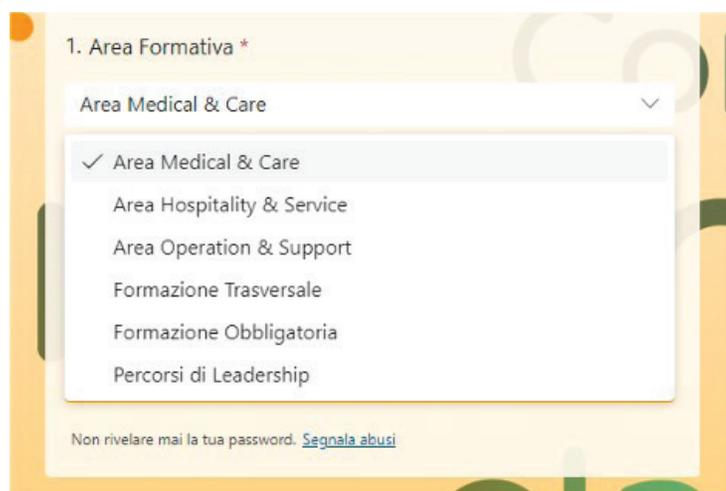 1. Area Formativa *
Area Medical & Care
Area Medical & Care
Area Hospitality & Service
Area Operation & Support
Formazione Trasversale
Formazione Obbligatoria
Percorsi di Leadership
Non rivelare mai la tua password. Segnala abusi